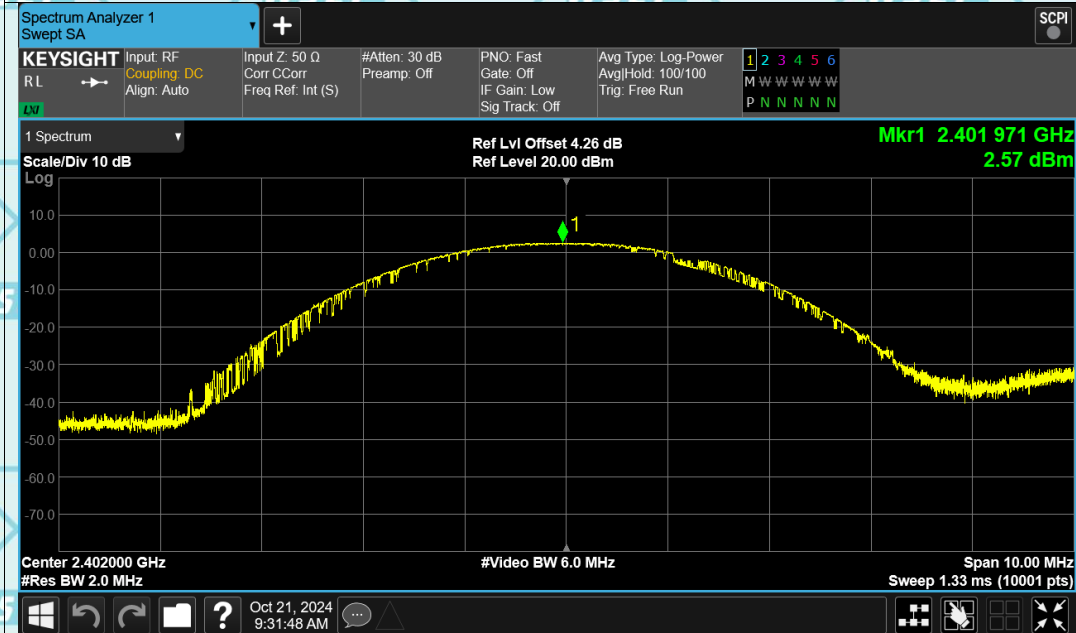 Spectrum Analyzer 1
Swept SA
+
SCPI
KEYSIGHT
R L
LXI
Input: RF
Coupling: DC
Align: Auto
Input Z: 50 Ω
Corr CCorr
Freq Ref: Int (S)
#Atten: 30 dB
Preamp: Off
PNO: Fast
Gate: Off
IF Gain: Low
Sig Track: Off
Avg Type: Log-Power
Avg|Hold: 100/100
Trig: Free Run
1 2 3 4 5 6
M W W W W W
P N N N N N
1 Spectrum
Scale/Div 10 dB
Log
Ref Lvl Offset 4.26 dB
Ref Level 20.00 dBm
Mkr1 2.401 971 GHz
2.57 dBm
1
10.0
0.00
-10.0
-20.0
-30.0
-40.0
-50.0
-60.0
-70.0
Center 2.402000 GHz
#Res BW 2.0 MHz
#Video BW 6.0 MHz
Span 10.00 MHz
Sweep 1.33 ms (10001 pts)
?
Oct 21, 2024
9:31:48 AM